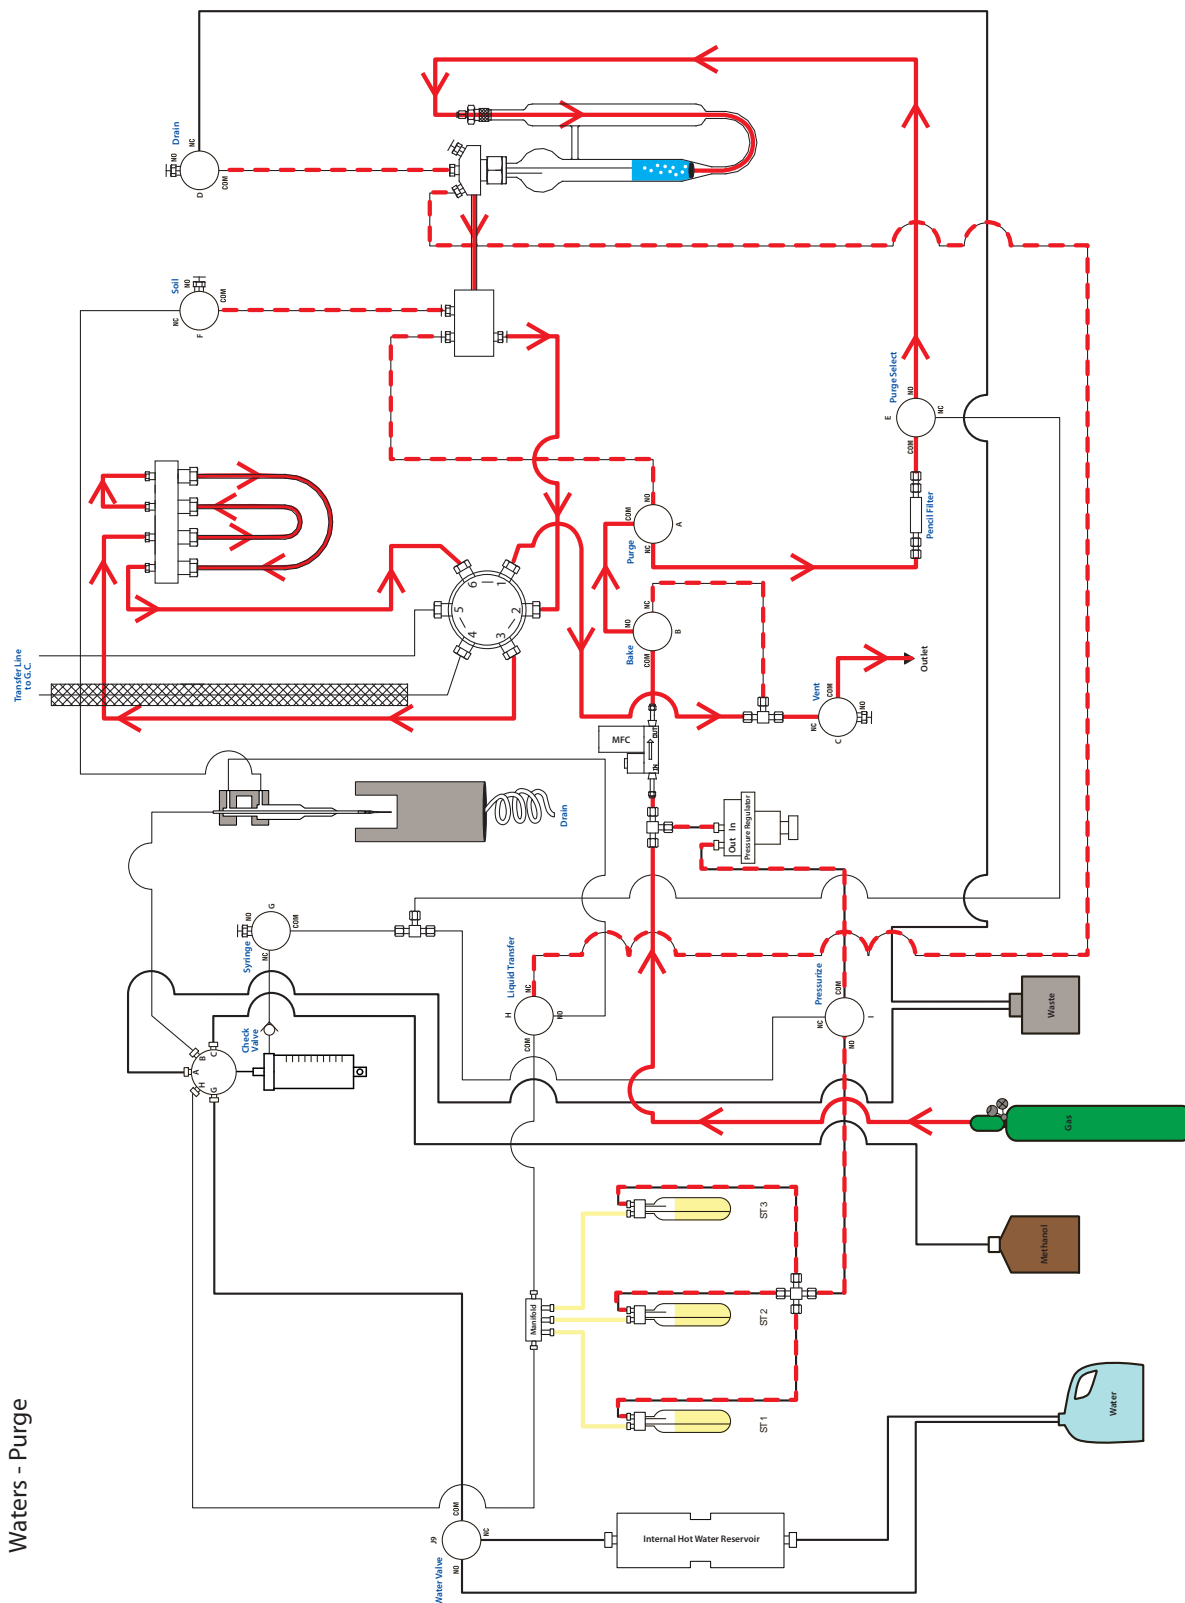 Waters - Purge
Drain
NO
NC
COM
D
Soil
NO
NC
COM
F
Transfer Line
to G.C.
1
2
3
4
5
6
Purge
NO
COM
NC
A
Bake
NC
NO
COM
B
Purge Select
E
NO
NC
COM
Pencil Filter
Vent
COM
NC
NO
C
Outlet
MFC
IN
OUT
Out In
Pressure Regulator
Drain
Syringe
NO
G
COM
NC
Liquid Transfer
NC
H
NO
COM
Pressurize
COM
NC
NO
I
Check
Valve
A
B
C
G
H
Waste
Gas
Methanol
Water
Manifold
ST 3
ST 2
ST 1
Internal Hot Water Reservoir
Water Valve
J9
COM
NC
NO